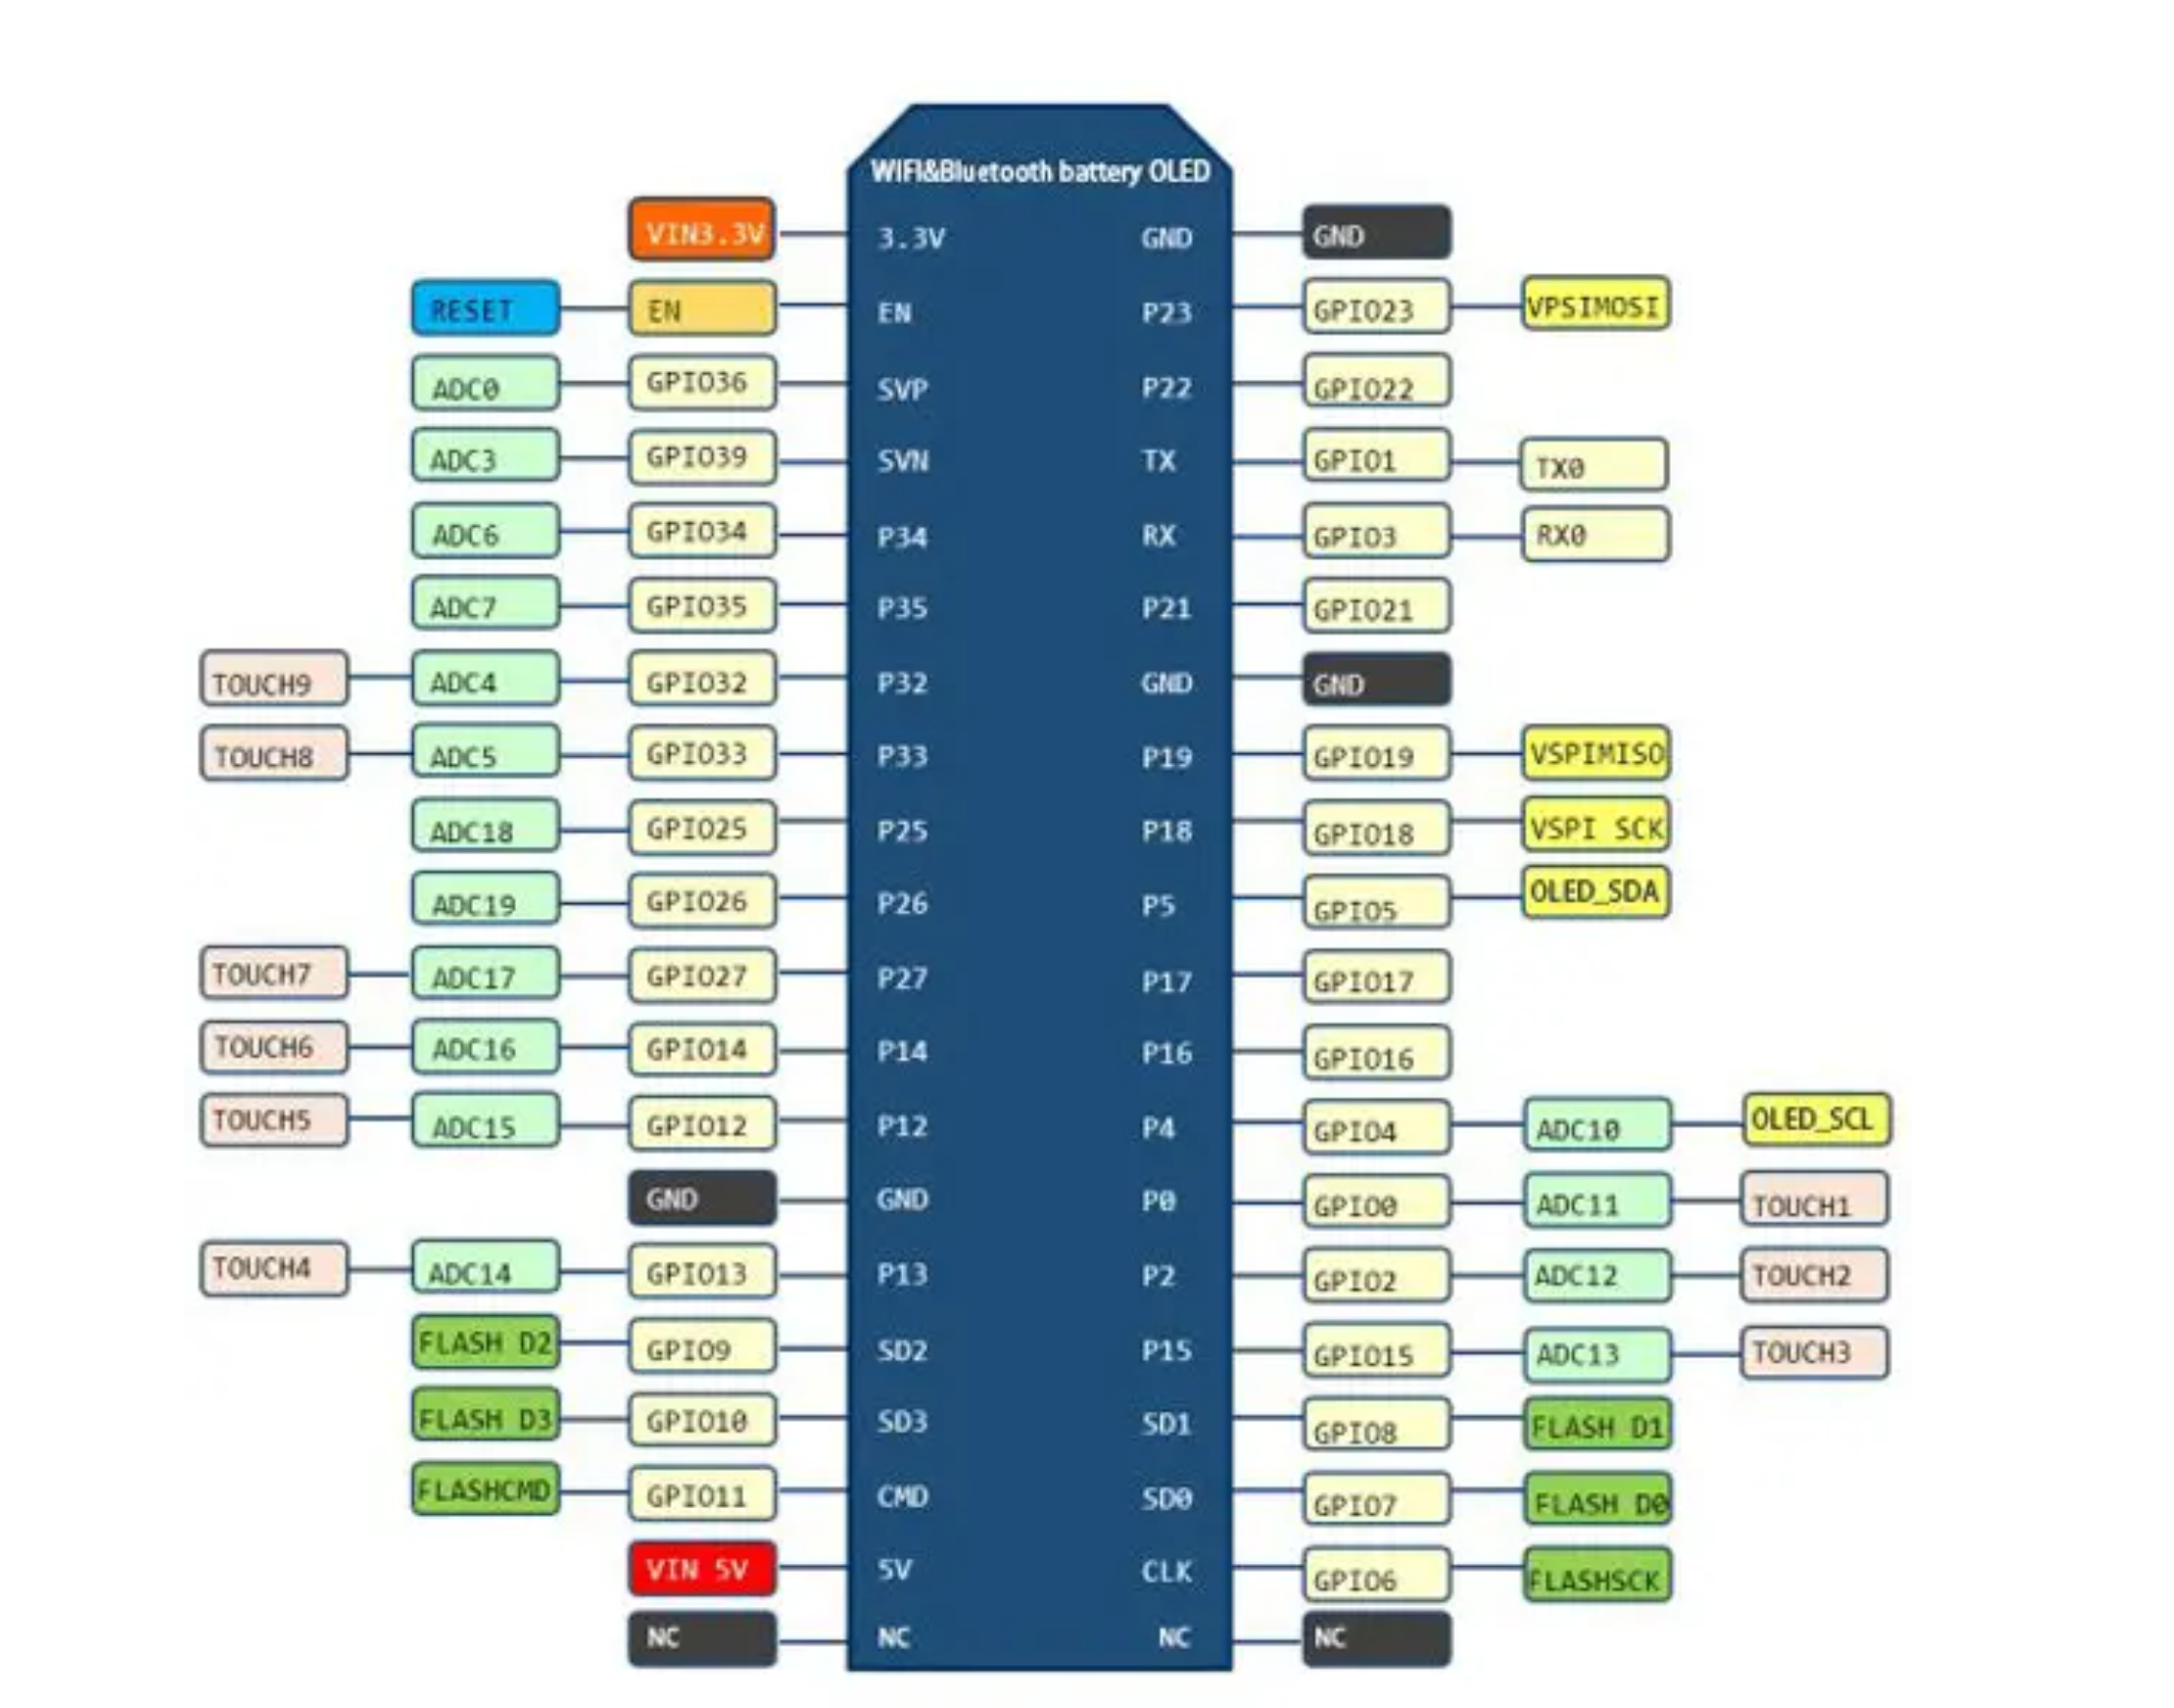 WIFI&Bluetooth battery OLED
VIN3.3V 3.3V GND GND
RESET EN EN P23 GPIO23 VPSIMOSI
ADC0 GPIO36 SVP P22 GPIO22
ADC3 GPIO39 SVN TX GPIO1 TX0
ADC6 GPIO34 P34 RX GPIO3 RX0
ADC7 GPIO35 P35 P21 GPIO21
TOUCH9 ADC4 GPIO32 P32 GND GND
TOUCH8 ADC5 GPIO33 P33 P19 GPIO19 VSPIMISO
ADC18 GPIO25 P25 P18 GPIO18 VSPI SCK
ADC19 GPIO26 P26 P5 GPIO5 OLED_SDA
TOUCH7 ADC17 GPIO27 P27 P17 GPIO17
TOUCH6 ADC16 GPIO14 P14 P16 GPIO16
TOUCH5 ADC15 GPIO12 P12 P4 GPIO4 ADC10 OLED_SCL
GND GND P0 GPIO0 ADC11 TOUCH1
TOUCH4 ADC14 GPIO13 P13 P2 GPIO2 ADC12 TOUCH2
FLASH D2 GPIO9 SD2 P15 GPIO15 ADC13 TOUCH3
FLASH D3 GPIO10 SD3 SD1 GPIO8 FLASH D1
FLASHCMD GPIO11 CMD SD0 GPIO7 FLASH D0
VIN 5V 5V CLK GPIO6 FLASHSCK
NC NC NC NC